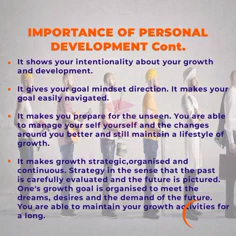 IMPORTANCE OF PERSONAL
DEVELOPMENT Cont.
It shows your intentionality about your growth
and development.
It gives your goal mindset direction. It makes your
goal easily navigated.
It makes you prepare for the unseen. You are able
to manage your self yourself and the changes
around you better and still maintain a lifestyle of
growth.
It makes growth strategic,organised and
continuous. Strategy in the sense that the past
is carefully evaluated and the future is pictured.
One's growth goal is organised to meet the
dreams, desires and the demand of the future.
You are able to maintain your growth activities for
a long.